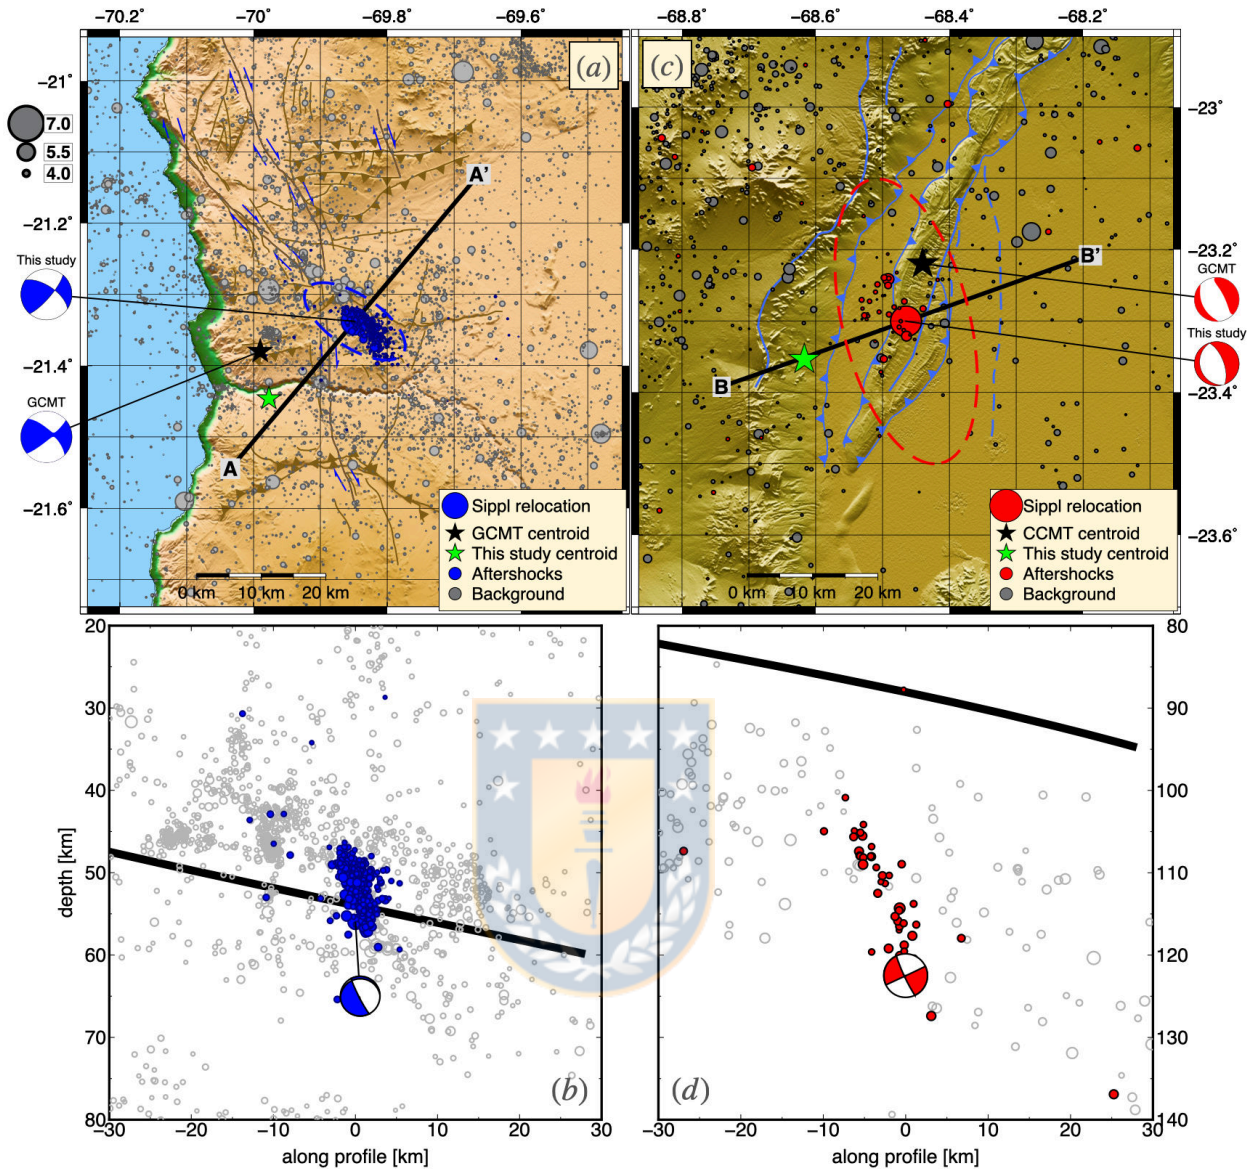 −70.2 −70˚ −69.8˚ −69.6˚
−68.8˚ −68.6˚ −68.4˚ −68.2˚
(a)
(c)
−21˚
−21.2˚
−21.4˚
−21.6˚
−23˚
−23.2˚
−23.4˚
−23.6˚
7.0
5.5
4.0
This study
GCMT
A'
A
B'
B
GCMT
This study
Sippl relocation
GCMT centroid
This study centroid
Aftershocks
Background
0 km 10 km 20 km
Sippl relocation
CCMT centroid
This study centroid
Aftershocks
Background
0 km 10 km 20 km
20
30
40
50
60
70
80
depth [km]
−30 −20 −10 0 10 20 30
along profile [km]
(b)
80
90
100
110
120
130
140
−30 −20 −10 0 10 20 30
along profile [km]
(d)